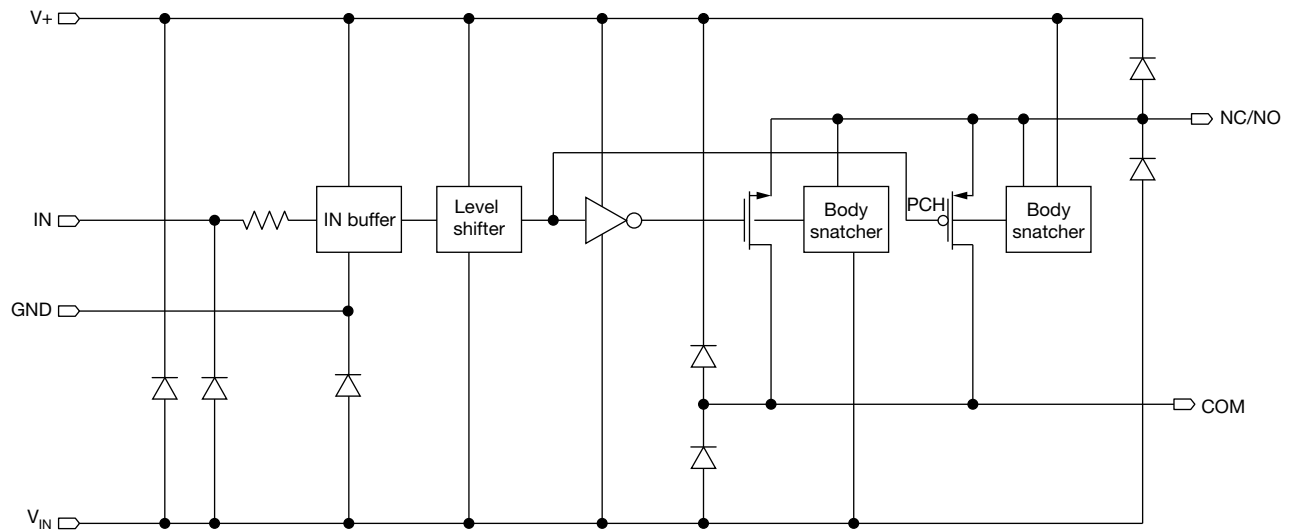 V+
NC/NO
IN
IN buffer
Level
shifter
Body
snatcher
PCH
Body
snatcher
GND
COM
VIN